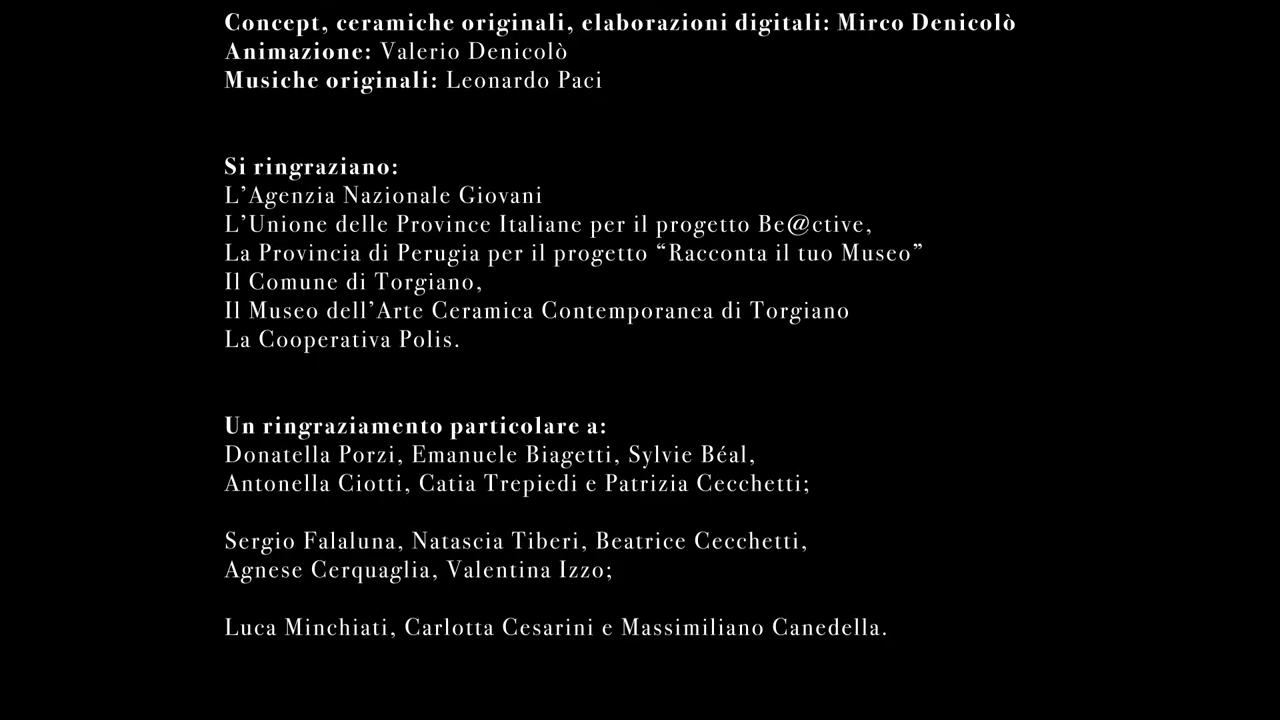 Concept, ceramiche originali, elaborazioni digitali: Mirco Denicolò
Animazione: Valerio Denicolò
Musiche originali: Leonardo Paci
Si ringraziano:
L’Agenzia Nazionale Giovani
L’Unione delle Province Italiane per il progetto Be@ctive,
La Provincia di Perugia per il progetto “Racconta il tuo Museo”
Il Comune di Torgiano,
Il Museo dell’Arte Ceramica Contemporanea di Torgiano
La Cooperativa Polis.
Un ringraziamento particolare a:
Donatella Porzi, Emanuele Biagetti, Sylvie Béal,
Antonella Ciotti, Catia Trepiedi e Patrizia Cecchetti;
Sergio Falaluna, Natascia Tiberi, Beatrice Cecchetti,
Agnese Cerquaglia, Valentina Izzo;
Luca Minchiati, Carlotta Cesarini e Massimiliano Canedella.